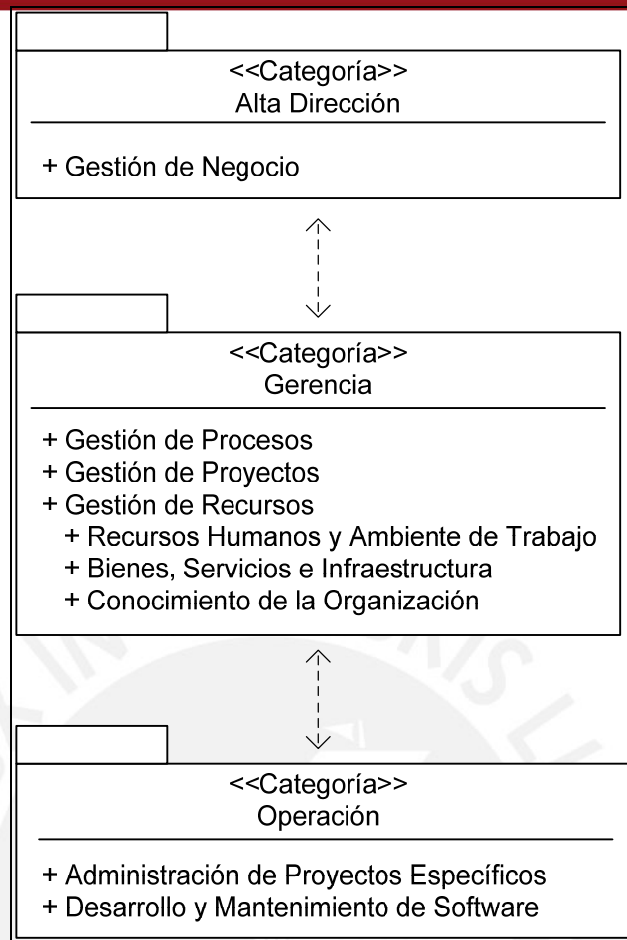 <<Categoría>>
Alta Dirección
+ Gestión de Negocio
<<Categoría>>
Gerencia
+ Gestión de Procesos
+ Gestión de Proyectos
+ Gestión de Recursos
+ Recursos Humanos y Ambiente de Trabajo
+ Bienes, Servicios e Infraestructura
+ Conocimiento de la Organización
<<Categoría>>
Operación
+ Administración de Proyectos Específicos
+ Desarrollo y Mantenimiento de Software